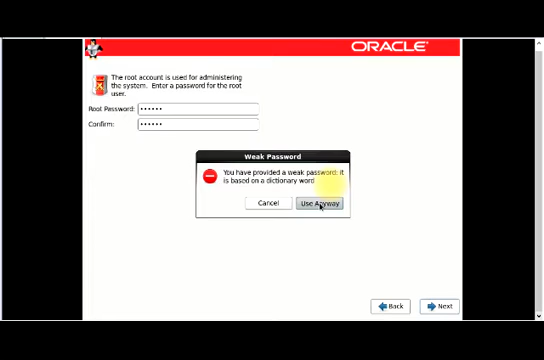 ORACLE
The root account is used for administering
the system. Enter a password for the root
user.
Root Password: ••••••
Confirm: ••••••
Weak Password
You have provided a weak password: it
is based on a dictionary word
Cancel
Use Anyway
Back
Next